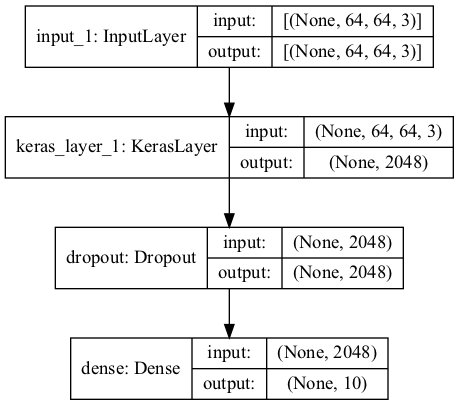 input_1: InputLayer
input:
[(None, 64, 64, 3)]
output:
[(None, 64, 64, 3)]
keras_layer_1: KerasLayer
input:
(None, 64, 64, 3)
output:
(None, 2048)
dropout: Dropout
input:
(None, 2048)
output:
(None, 2048)
dense: Dense
input:
(None, 2048)
output:
(None, 10)